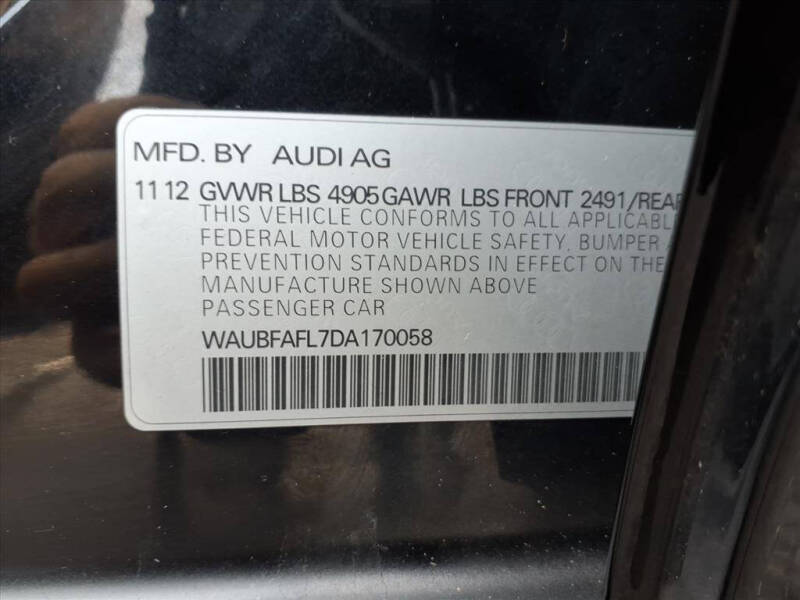 MFD. BY AUDI AG
11 12 GVWR LBS 4905 GAWR LBS FRONT 2491/REAR
THIS VEHICLE CONFORMS TO ALL APPLICABLE
FEDERAL MOTOR VEHICLE SAFETY, BUMPER
PREVENTION STANDARDS IN EFFECT ON THE
MANUFACTURE SHOWN ABOVE
PASSENGER CAR
WAUBFAFL7DA170058